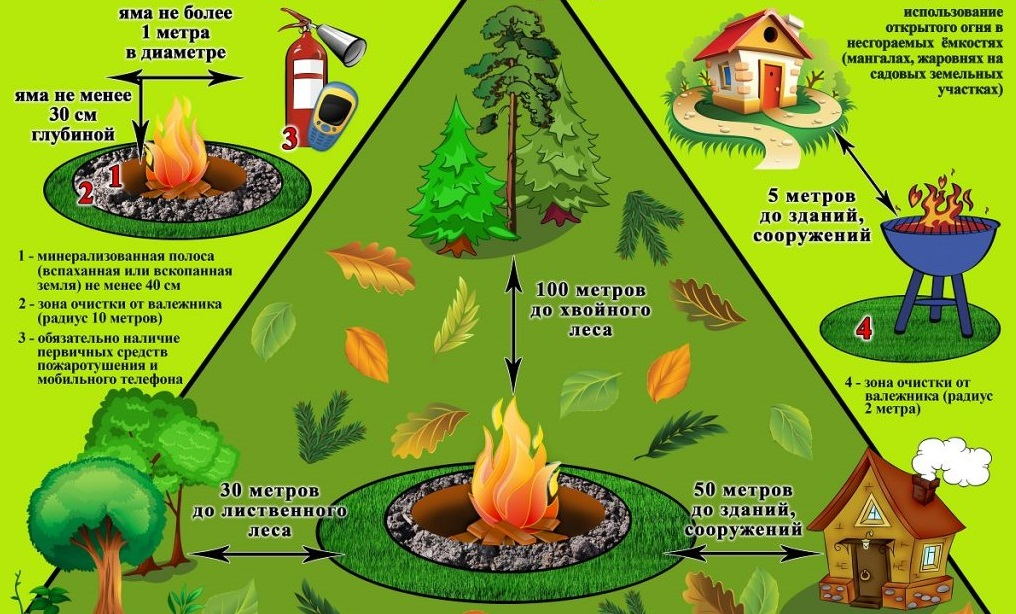 яма не более
1 метра
в диаметре
яма не менее
30 см
глубиной
1
2
3
1 - минерализованная полоса
(вспаханная или вскопанная
земля) не менее 40 см
2 - зона очистки от валежника
(радиус 10 метров)
3 - обязательно наличие
первичных средств
пожаротушения и
мобильного телефона
использование
открытого огня в
несгораемых ёмкостях
(мангалах, жаровнях на
садовых земельных
участках)
5 метров
до зданий,
сооружений
4
4 - зона очистки от
валежника (радиус
2 метра)
100 метров
до хвойного
леса
30 метров
до лиственного
леса
50 метров
до зданий,
сооружений